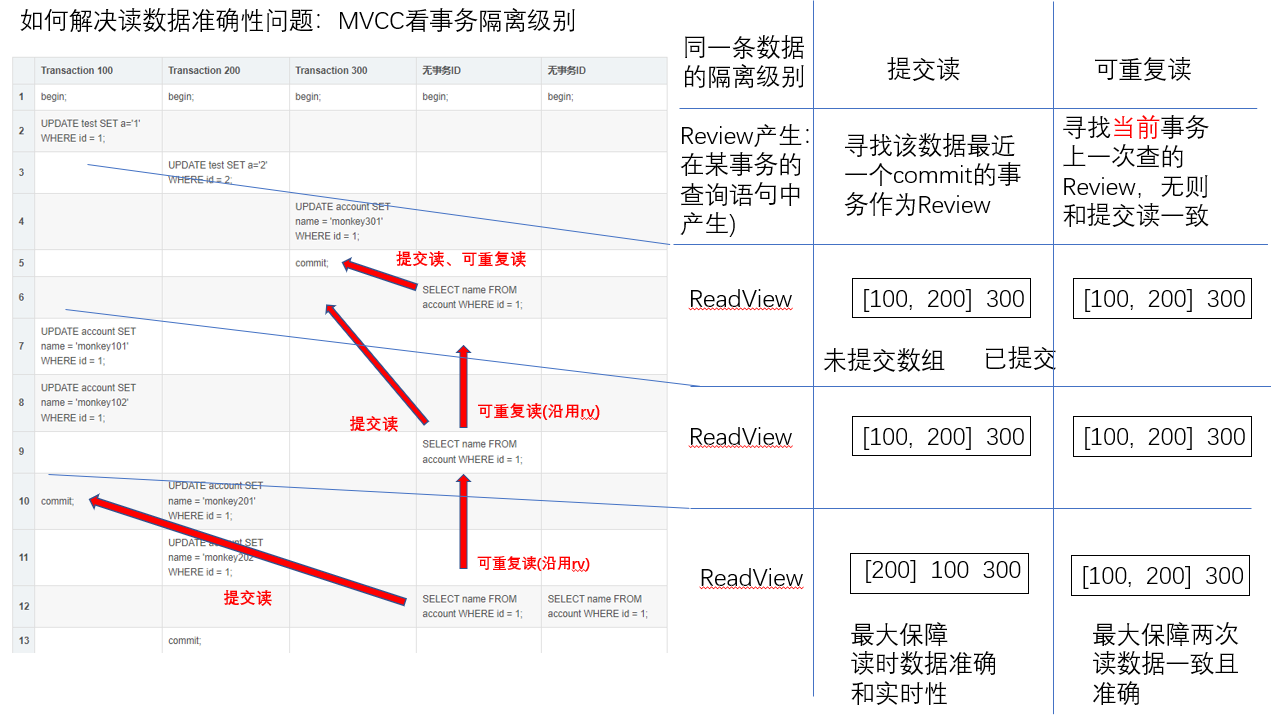 如何解决读数据准确性问题：MVCC看事务隔离级别
Transaction 100
Transaction 200
Transaction 300
无事务ID
无事务ID
1
begin;
begin;
begin;
begin;
begin;
2
UPDATE test SET a='1'
WHERE id = 1;
3
UPDATE test SET a='2'
WHERE id = 2;
4
UPDATE account SET
name = 'monkey301'
WHERE id = 1;
5
commit;
提交读、可重复读
6
SELECT name FROM
account WHERE id = 1;
7
UPDATE account SET
name = 'monkey101'
WHERE id = 1;
8
UPDATE account SET
name = 'monkey102'
WHERE id = 1;
提交读
可重复读(沿用rv)
9
SELECT name FROM
account WHERE id = 1;
10
commit;
UPDATE account SET
name = 'monkey201'
WHERE id = 1;
11
UPDATE account SET
name = 'monkey202'
WHERE id = 1;
可重复读(沿用rv)
提交读
12
SELECT name FROM
account WHERE id = 1;
SELECT name FROM
account WHERE id = 1;
13
commit;
同一条数据
的隔离级别
提交读
可重复读
Review产生：
在某事务的
查询语句中
产生)
寻找该数据最近
一个commit的事
务作为Review
寻找当前事务
上一次查的
Review，无则
和提交读一致
ReadView
[100, 200] 300
[100, 200] 300
未提交数组
已提交
ReadView
[100, 200] 300
[100, 200] 300
ReadView
[200] 100 300
[100, 200] 300
最大保障
读时数据准确
和实时性
最大保障两次
读数据一致且
准确